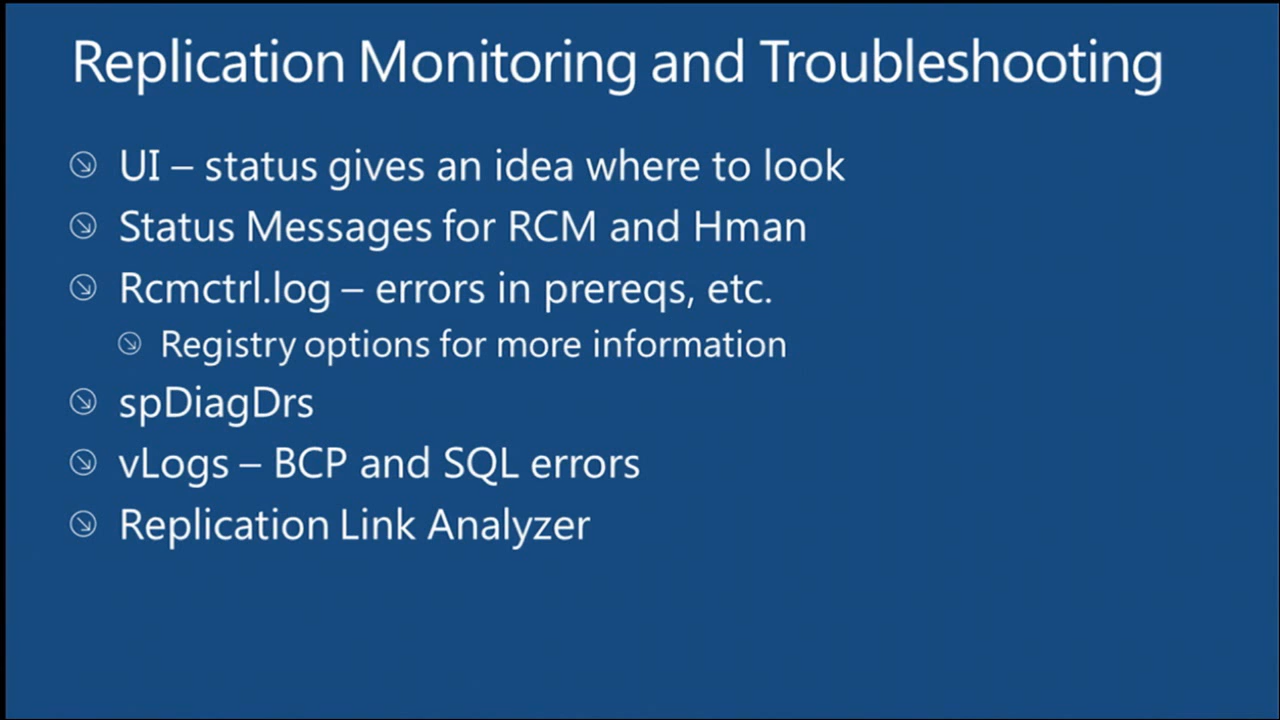 Replication Monitoring and Troubleshooting
UI – status gives an idea where to look
Status Messages for RCM and Hman
Rcmctrl.log – errors in prereqs, etc.
Registry options for more information
spDiagDrs
vLogs – BCP and SQL errors
Replication Link Analyzer